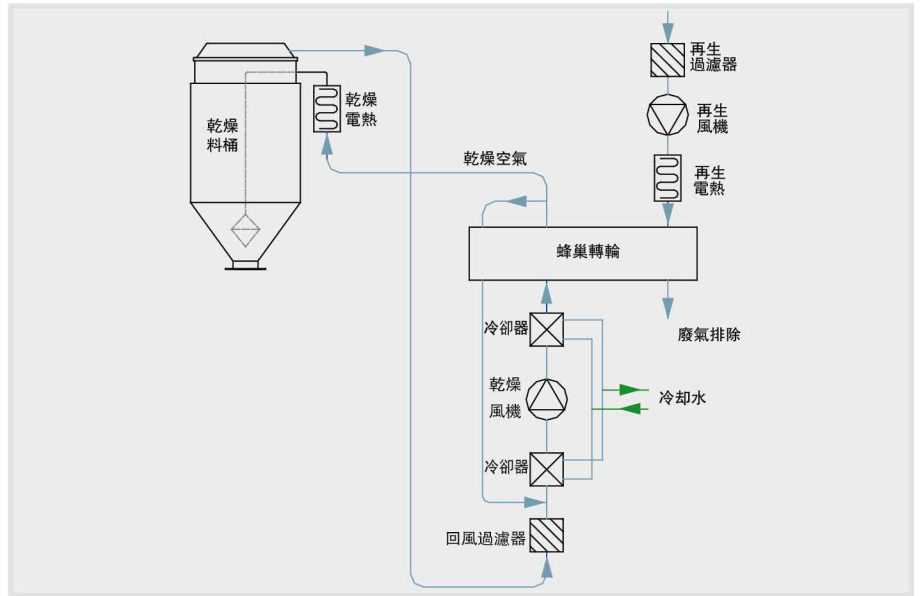 再生
過濾器
乾燥
電熱
再生
風機
乾燥
料桶
乾燥空氣
再生
電熱
蜂巢轉輪
冷卻器
廢氣排除
乾燥
風機
冷却水
冷卻器
回風過濾器